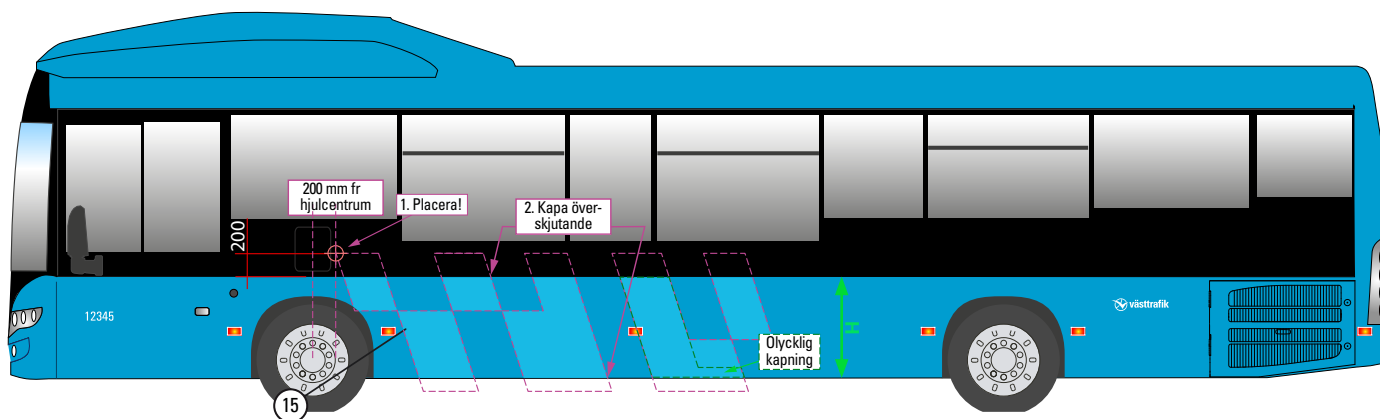 200 mm fr
hjulcentrum
1. Placera!
2. Kapa över-
skjutande
200
12345
västtrafik
H
Olycklig
kapning
15